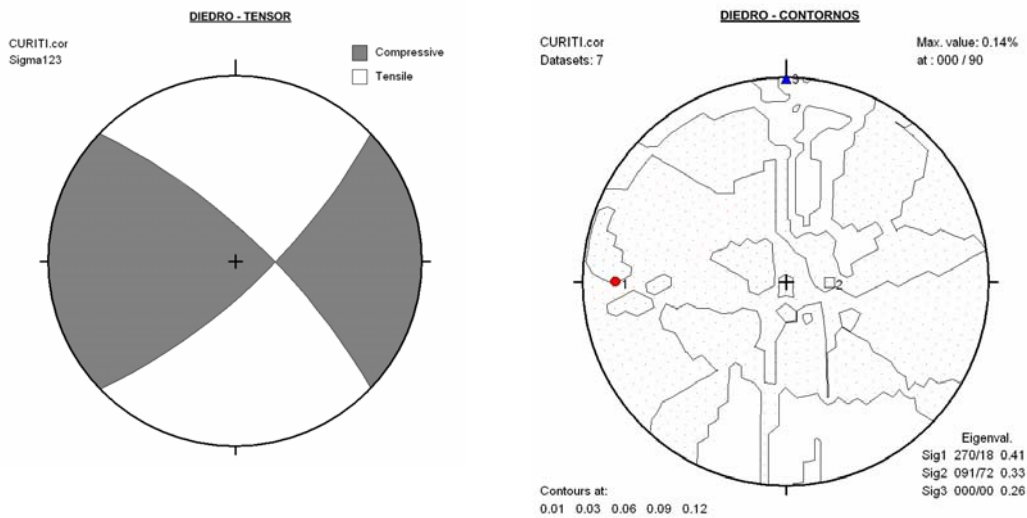 DIEDRO - TENSOR
CURITI.cor
Sigma123
Compressive
Tensile
DIEDRO - CONTORNOS
CURITI.cor
Datasets: 7
Max. value: 0.14%
at : 000 / 90
3
1
2
Eigenval.
Sig1 270/18 0.41
Sig2 091/72 0.33
Sig3 000/00 0.26
Contours at:
0.01 0.03 0.06 0.09 0.12